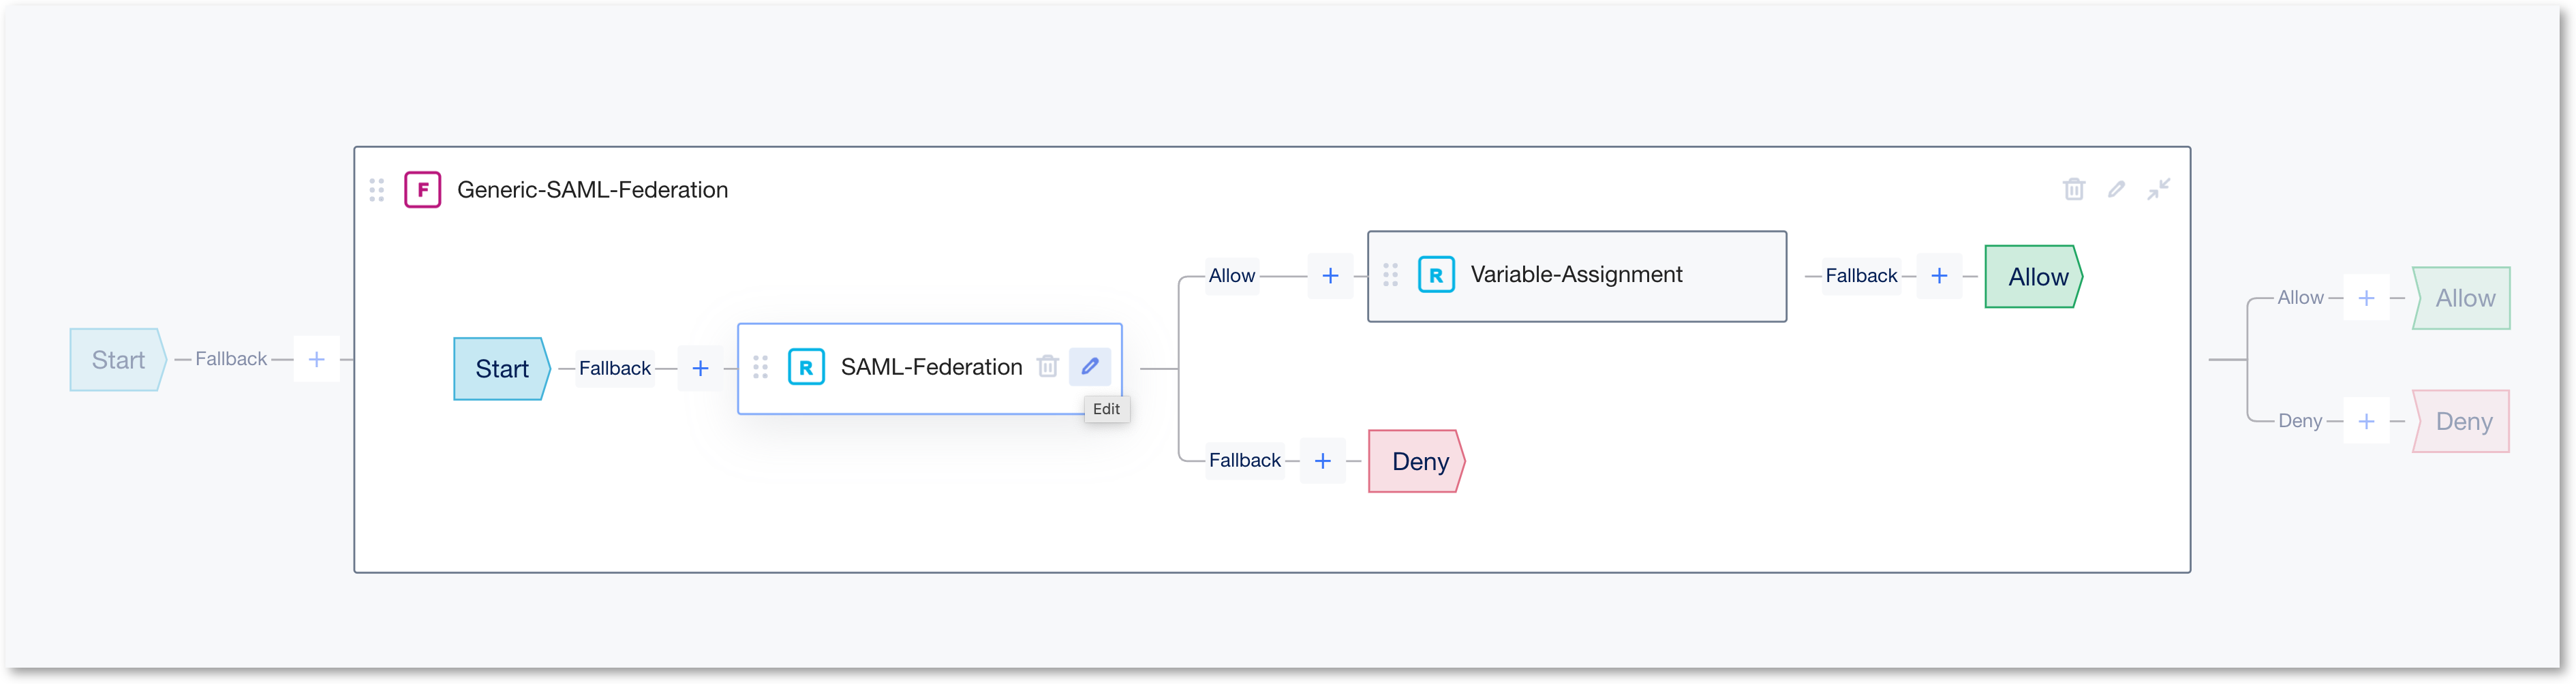 F Generic-SAML-Federation
Start Fallback +
Start Fallback + R SAML-Federation
Edit
Allow + R Variable-Assignment Fallback + Allow
Fallback + Deny
Allow + Allow
Deny + Deny